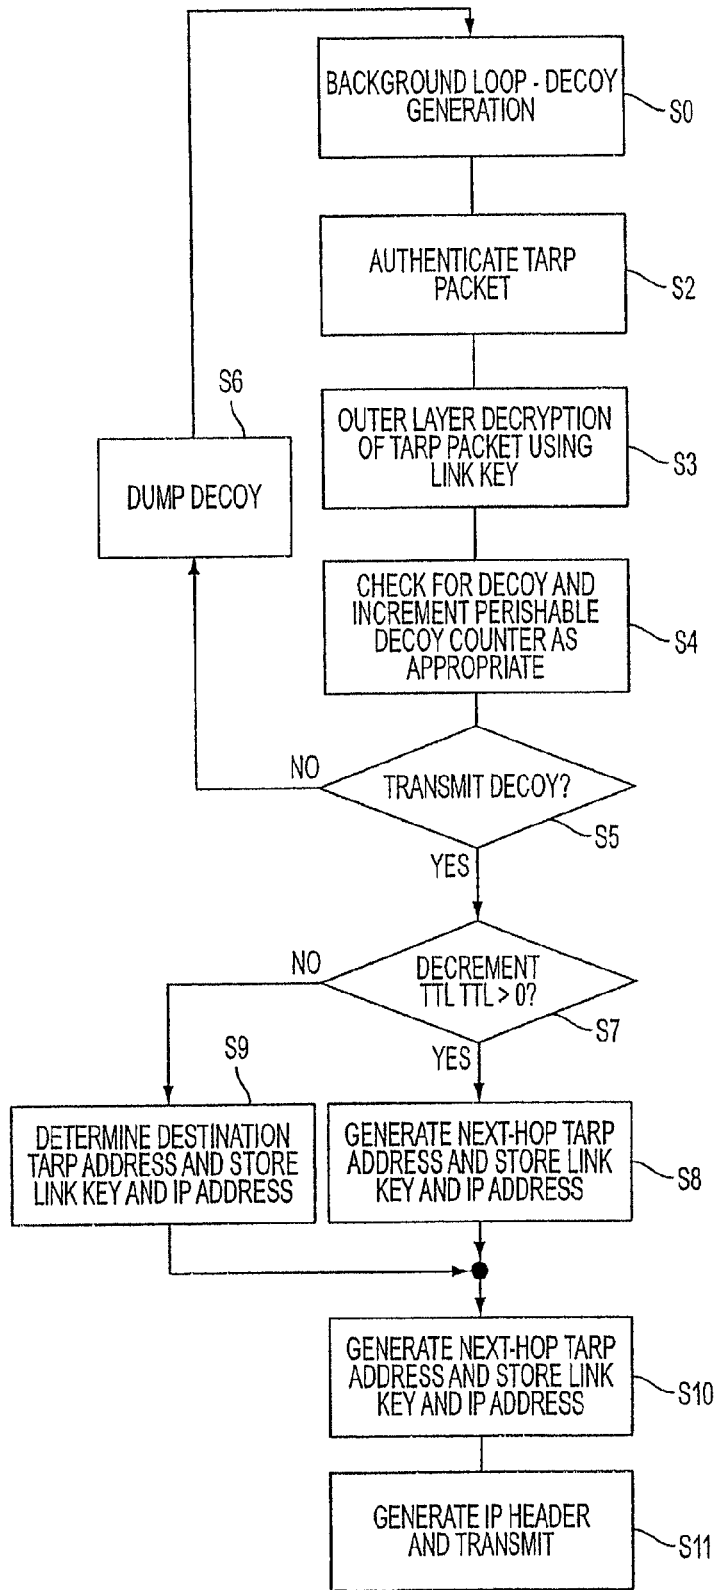 BACKGROUND LOOP - DECOY
GENERATION
S0
AUTHENTICATE TARP
PACKET
S2
S6
OUTER LAYER DECRYPTION
OF TARP PACKET USING
LINK KEY
S3
DUMP DECOY
CHECK FOR DECOY AND
INCREMENT PERISHABLE
DECOY COUNTER AS
APPROPRIATE
S4
NO
TRANSMIT DECOY?
S5
YES
NO
DECREMENT
TTL TTL > 0?
S7
YES
S9
DETERMINE DESTINATION
TARP ADDRESS AND STORE
LINK KEY AND IP ADDRESS
GENERATE NEXT-HOP TARP
ADDRESS AND STORE LINK
KEY AND IP ADDRESS
S8
GENERATE NEXT-HOP TARP
ADDRESS AND STORE LINK
KEY AND IP ADDRESS
S10
GENERATE IP HEADER
AND TRANSMIT
S11